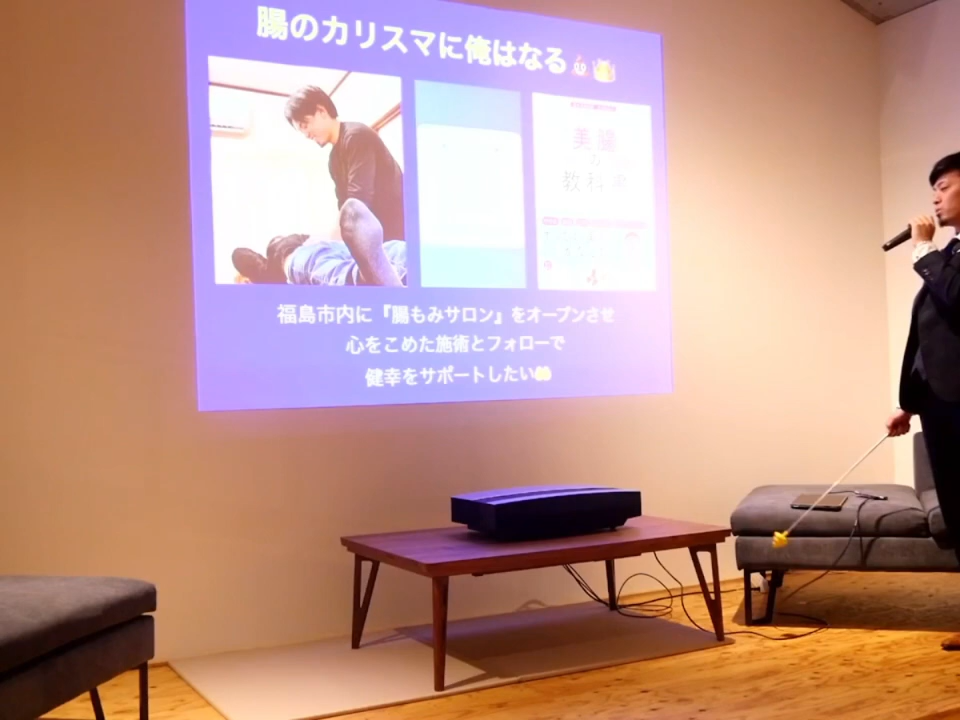 腸のカリスマに俺はなる💩👑
美腸
の
教科書
福島市内に『腸もみサロン』をオープンさせ
心をこめた施術とフォローで
健幸をサポートしたい